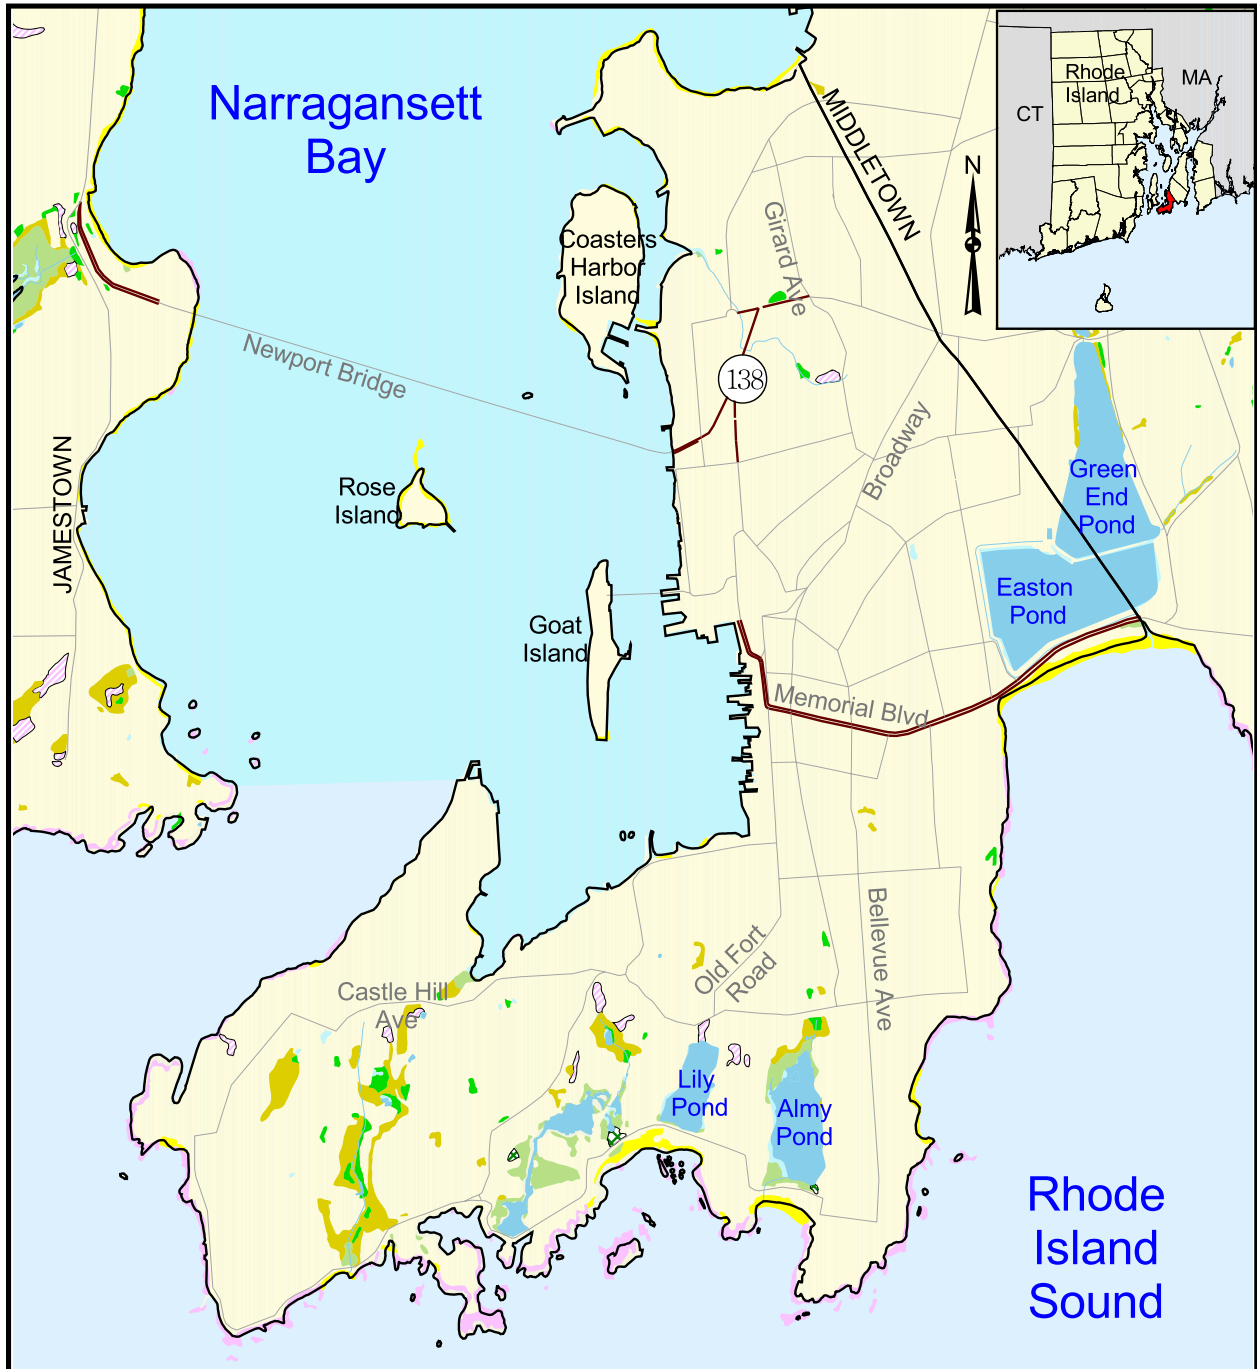 Narragansett
Bay
Rhode
Island
MA
CT
N
MIDDLETOWN
Girard Ave
Coasters
Harbor
Island
Newport Bridge
138
Broadway
JAMESTOWN
Rose
Island
Green
End
Pond
Easton
Pond
Goat
Island
Memorial Blvd
Bellevue Ave
Old Fort
Road
Castle Hill
Ave
Lily
Pond
Almy
Pond
Rhode
Island
Sound